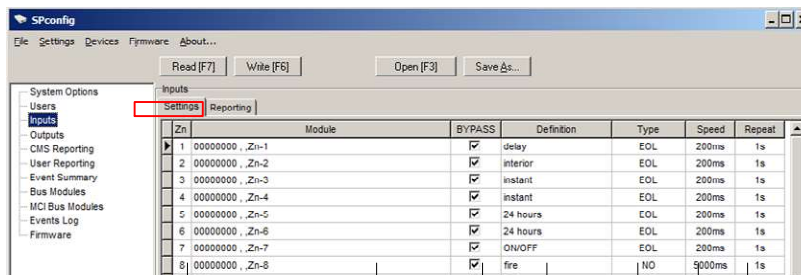 SPconfig
File Settings Devices Firmware About...
Read [F7] Write [F6] Open [F3] Save As...
System Options
Users
Inputs
Outputs
CMS Reporting
User Reporting
Event Summary
Bus Modules
MCI Bus Modules
Events Log
Firmware
Inputs
Settings Reporting
Zn Module BYPASS Definition Type Speed Repeat
1 00000000 , ,Zn-1 delay EOL 200ms 1s
2 00000000 , ,Zn-2 interior EOL 200ms 1s
3 00000000 , ,Zn-3 instant EOL 200ms 1s
4 00000000 , ,Zn-4 instant EOL 200ms 1s
5 00000000 , ,Zn-5 24 hours EOL 200ms 1s
6 00000000 , ,Zn-6 24 hours EOL 200ms 1s
7 00000000 , ,Zn-7 ON/OFF EOL 200ms 1s
8 00000000 , ,Zn-8 fire NO 5000ms 1s